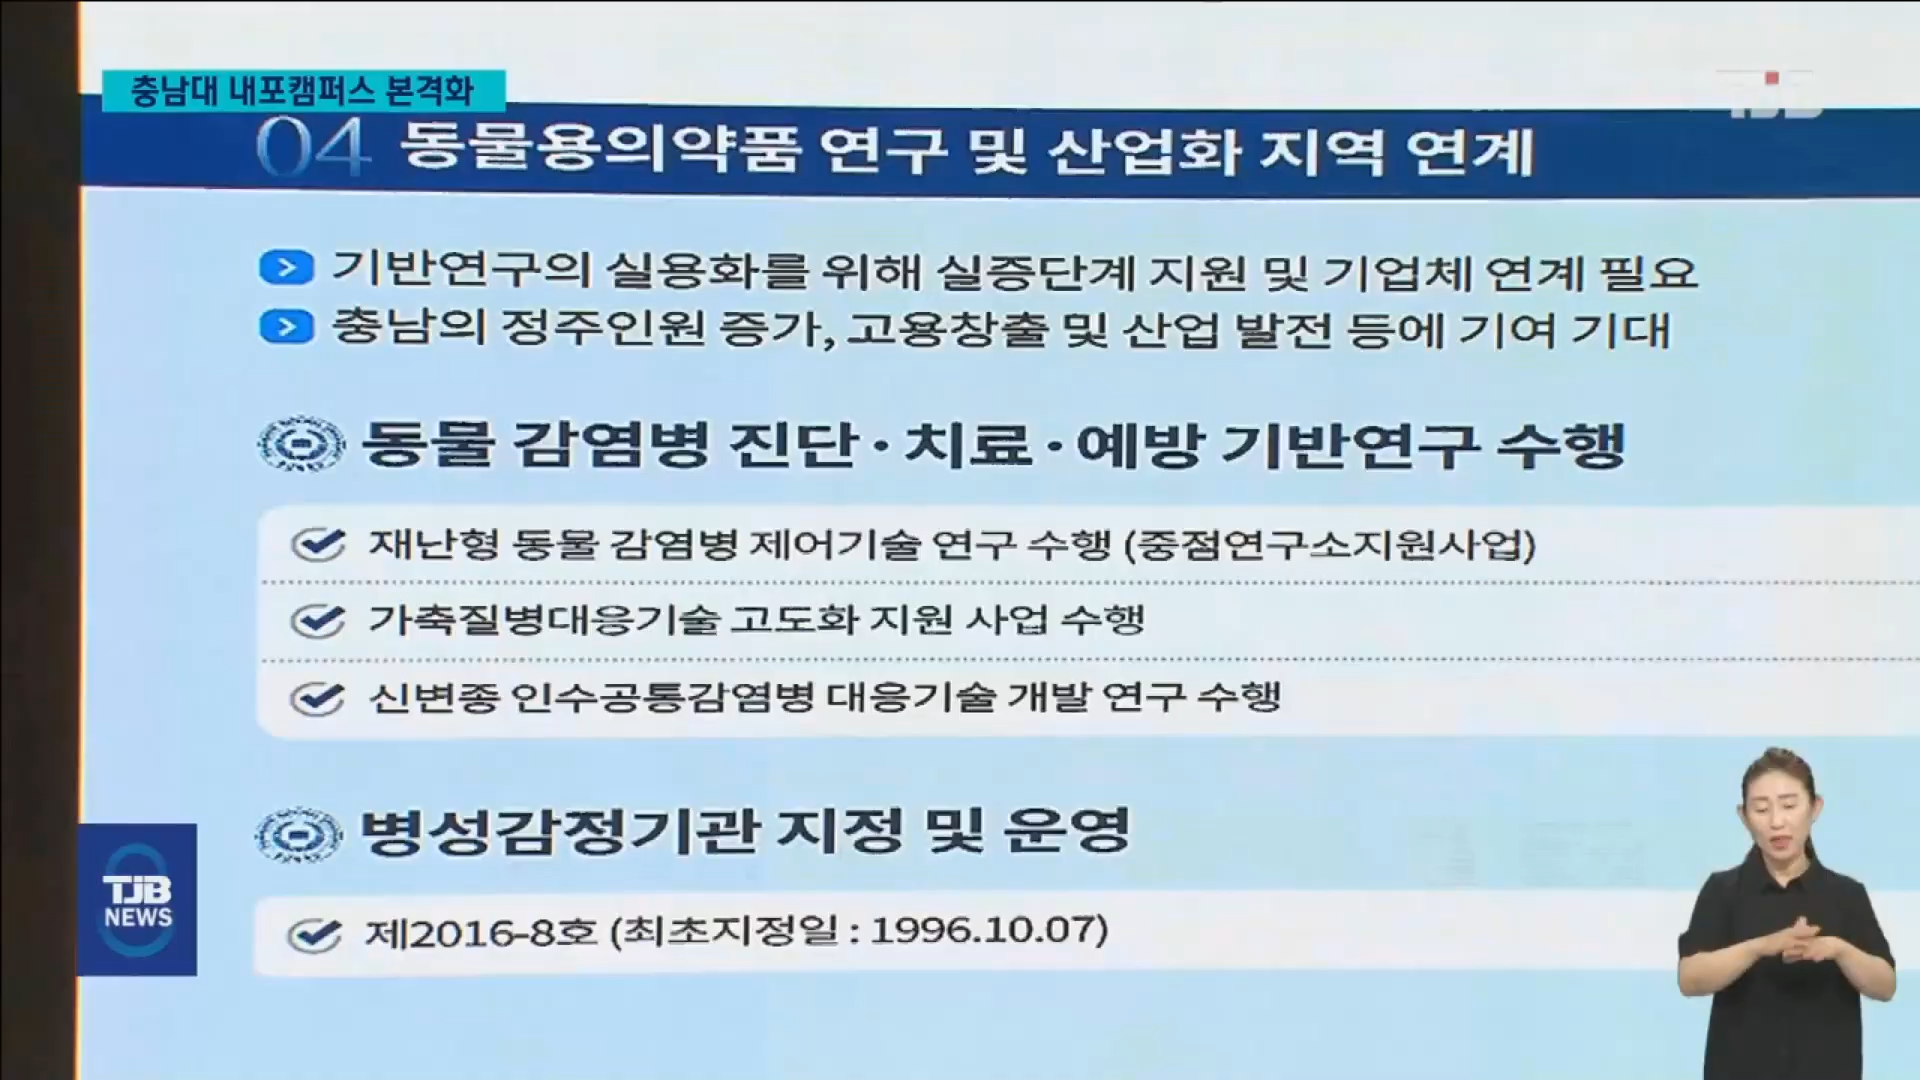 충남대 내포캠퍼스 본격화
TJB
04 동물용의약품 연구 및 산업화 지역 연계
기반연구의 실용화를 위해 실증단계 지원 및 기업체 연계 필요
충남의 정주인원 증가, 고용창출 및 산업 발전 등에 기여 기대
동물 감염병 진단·치료·예방 기반연구 수행
재난형 동물 감염병 제어기술 연구 수행 (중점연구소지원사업)
가축질병대응기술 고도화 지원 사업 수행
신변종 인수공통감염병 대응기술 개발 연구 수행
병성감정기관 지정 및 운영
제2016-8호 (최초지정일 : 1996.10.07)
TJB
NEWS